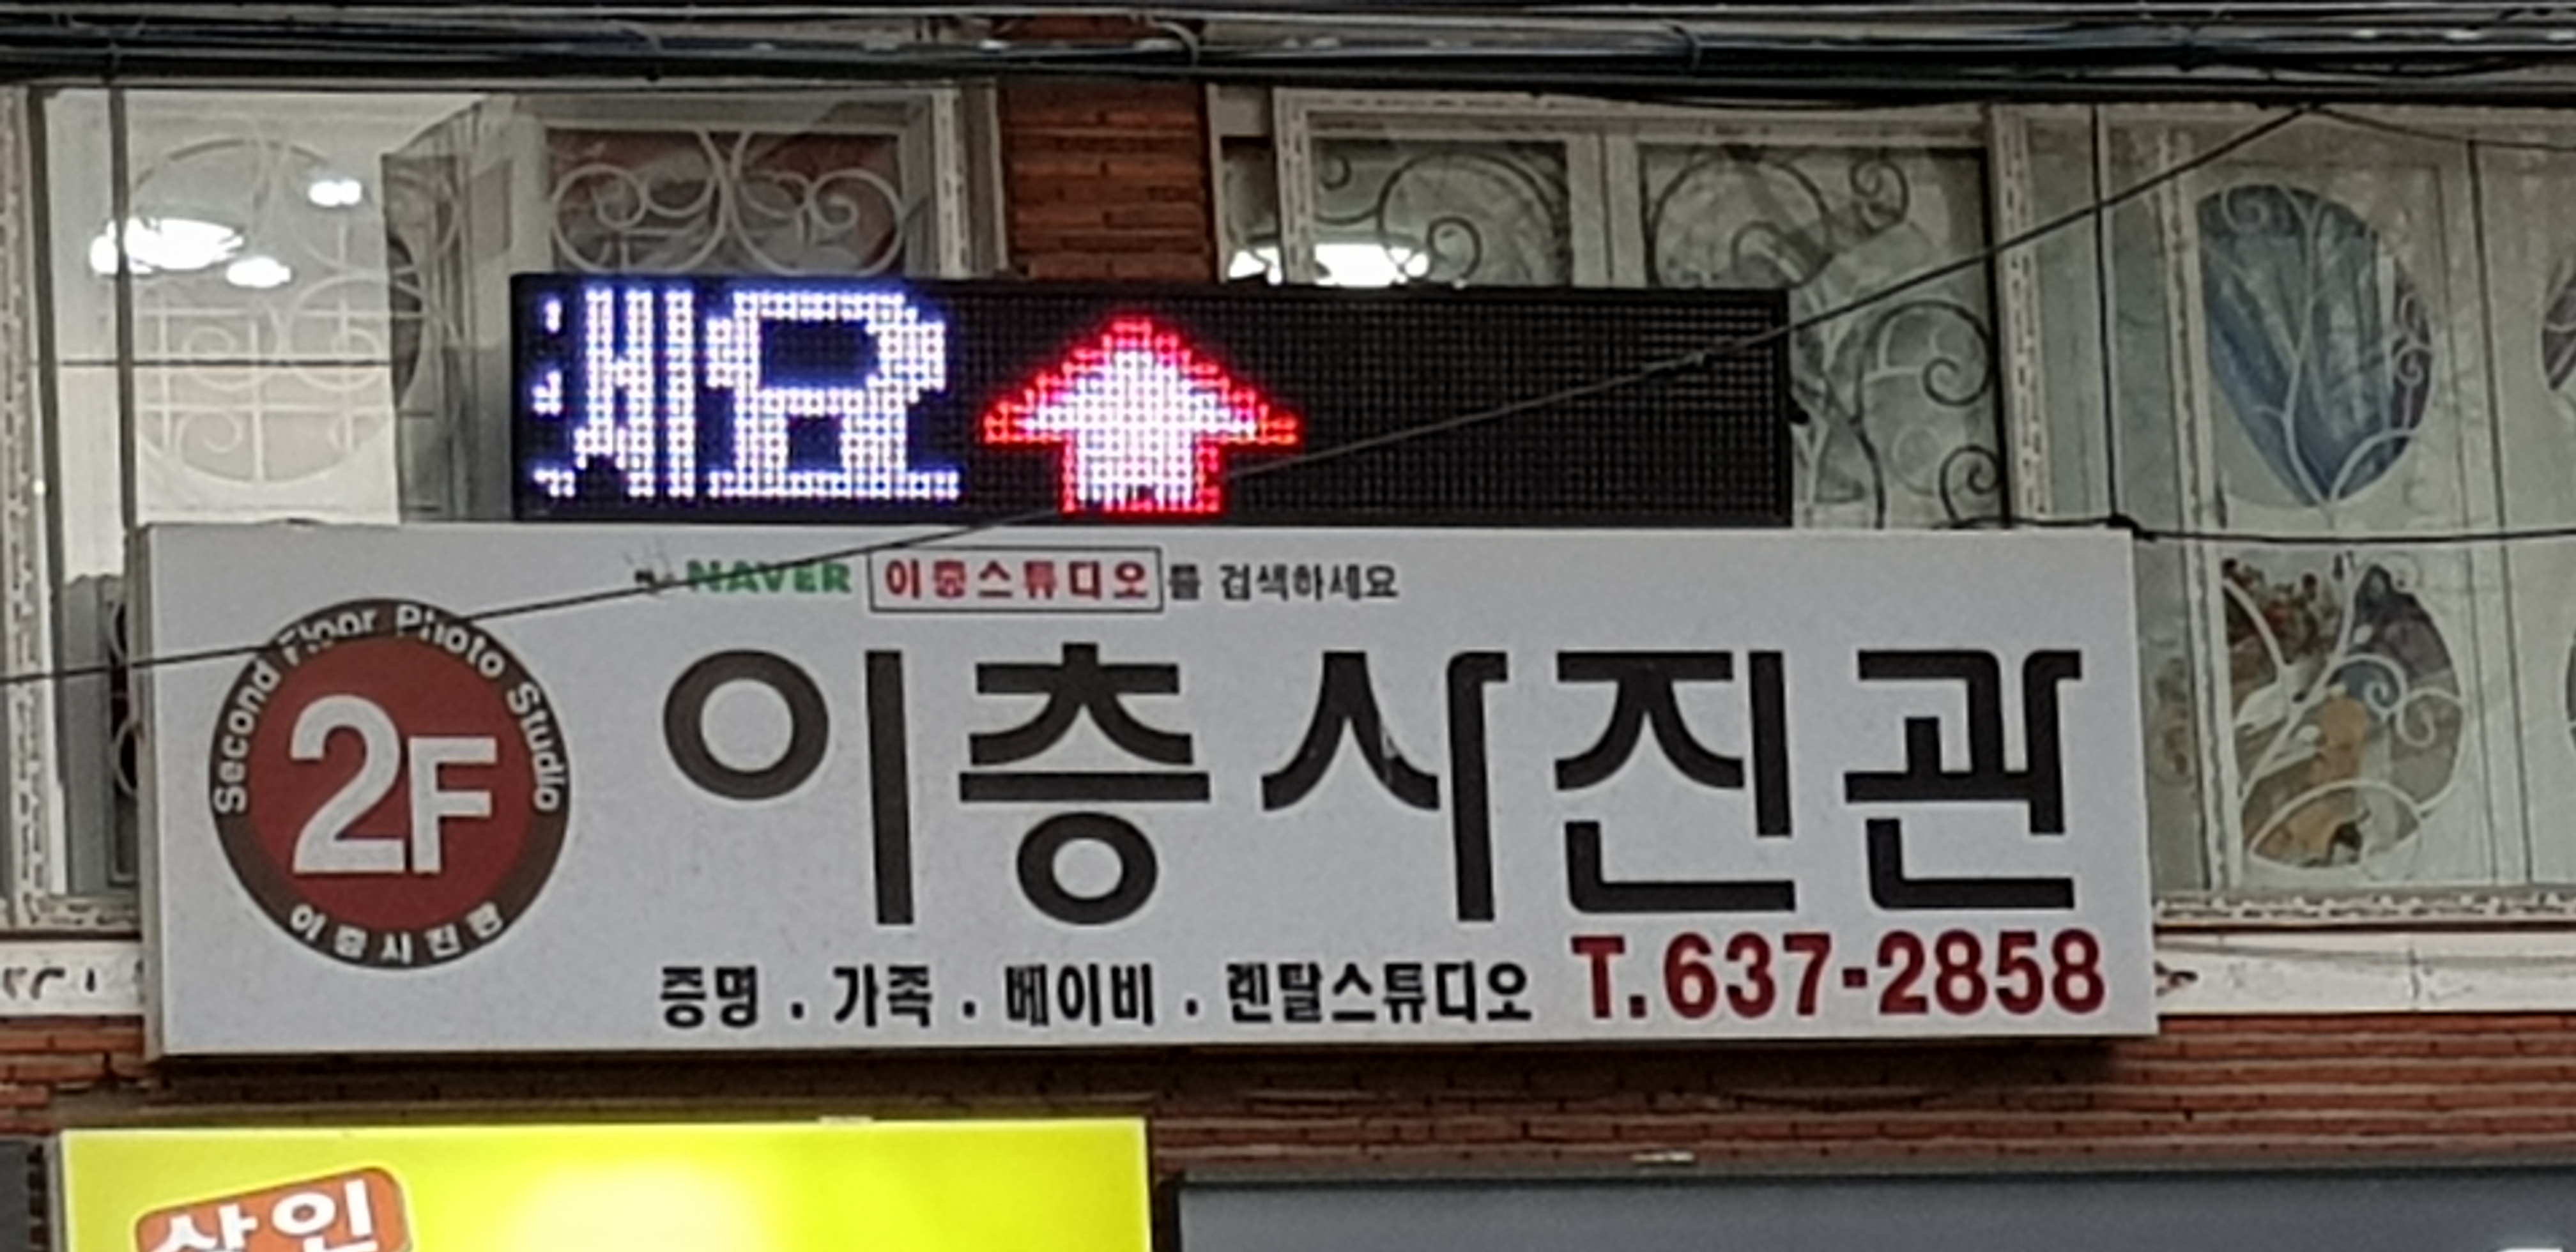 세요
NAVER 이층스튜디오 를 검색하세요
Second Floor Photo Studio
2F
이층사진관
이층사진관
증명 · 가족 · 베이비 · 렌탈스튜디오 T.637-2858
상인